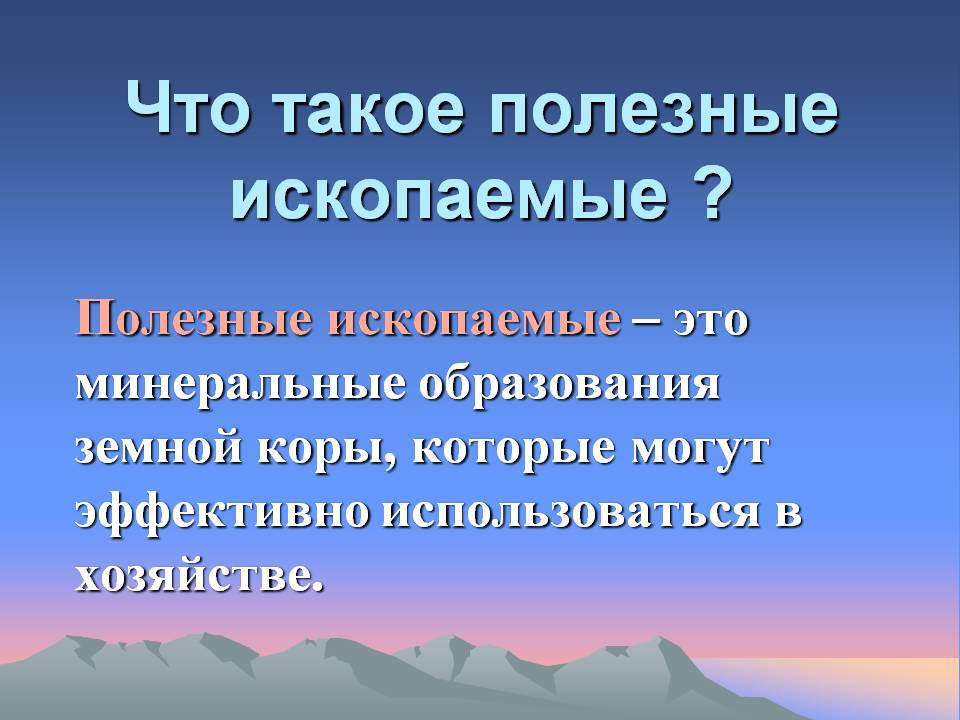 Что такое полезные
ископаемые ?
Полезные ископаемые – это
минеральные образования
земной коры, которые могут
эффективно использоваться в
хозяйстве.